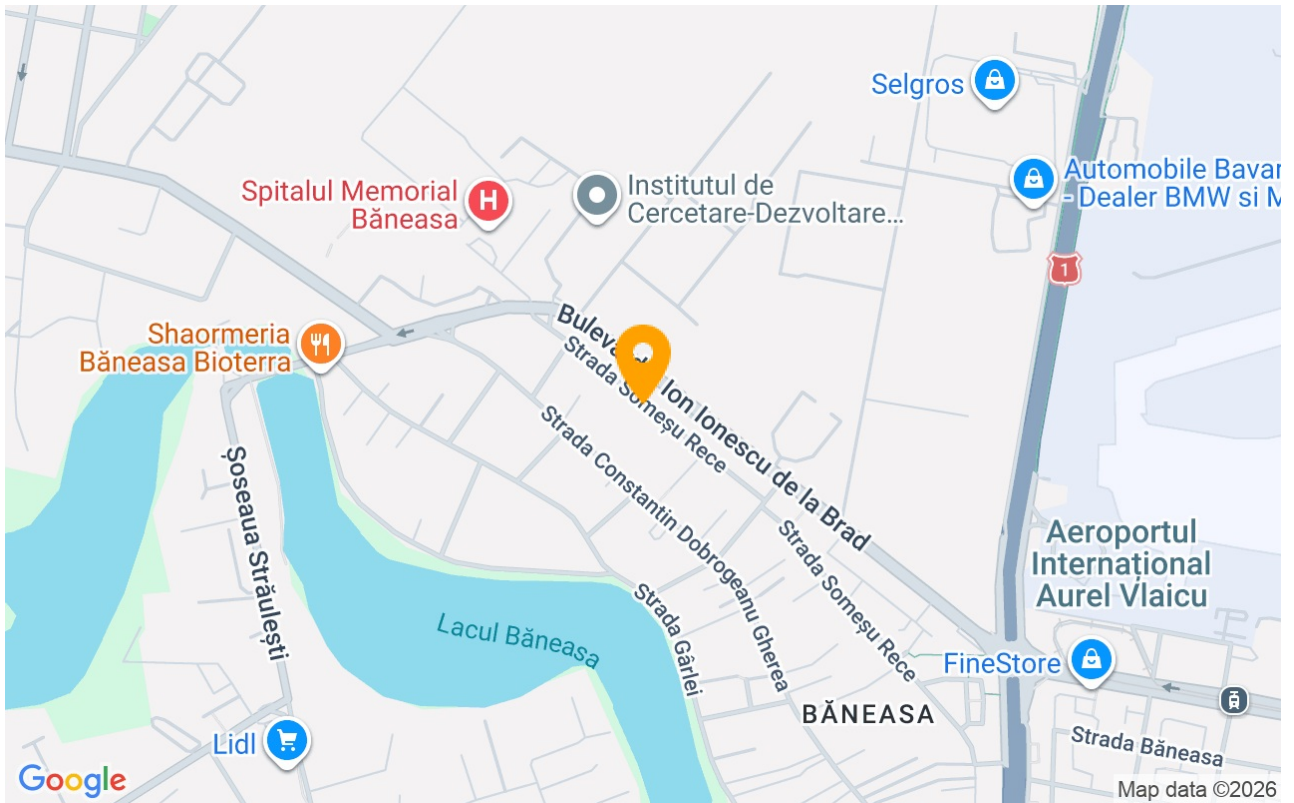 Selgros
Automobile Bavar
- Dealer BMW si M
Spitalul Memorial
Băneasa
Institutul de
Cercetare-Dezvoltare...
1
Shaormeria
Băneasa Bioterra
Strada Someșu Rece
Ion Ionescu de la Brad
Strada Constantin Dobrogeanu Gherea
Șoseaua Străulești
Strada Someșu Rece
Aeroportul
Internațional
Aurel Vlaicu
Strada Gârlei
Lacul Băneasa
FineStore
BĂNEASA
Lidl
Strada Băneasa
Google
Map data ©2026